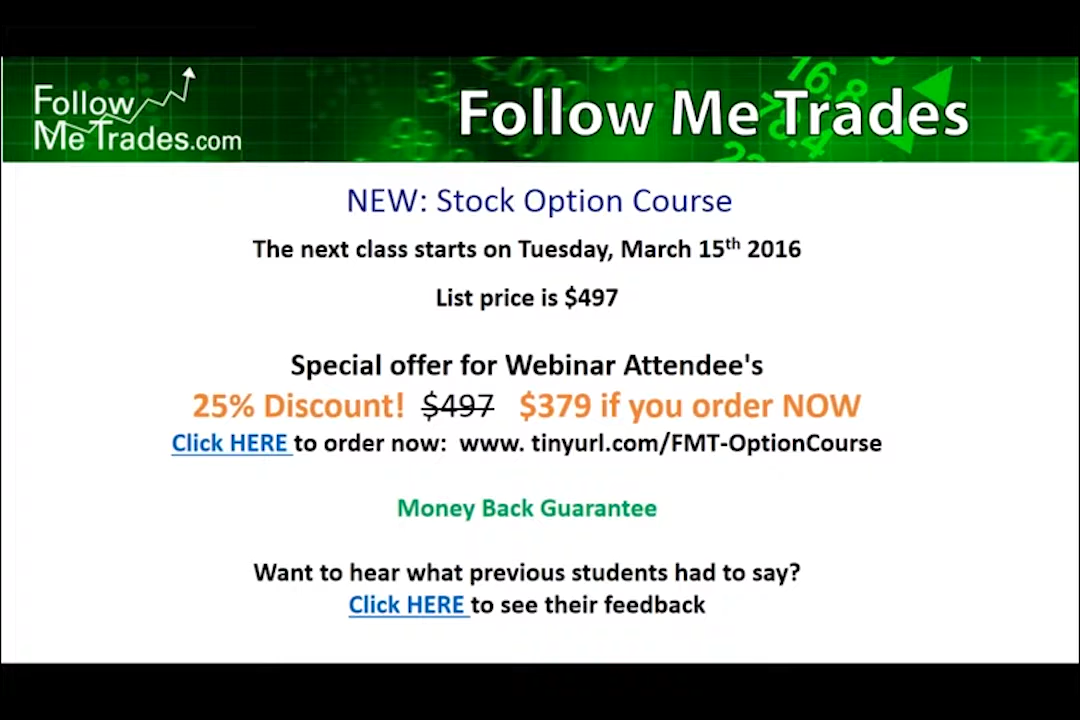 Follow
Me Trades.com
Follow Me Trades
NEW: Stock Option Course
The next class starts on Tuesday, March 15th 2016
List price is $497
Special offer for Webinar Attendee's
25% Discount! $497 $379 if you order NOW
Click HERE to order now: www. tinyurl.com/FMT-OptionCourse
Money Back Guarantee
Want to hear what previous students had to say?
Click HERE to see their feedback